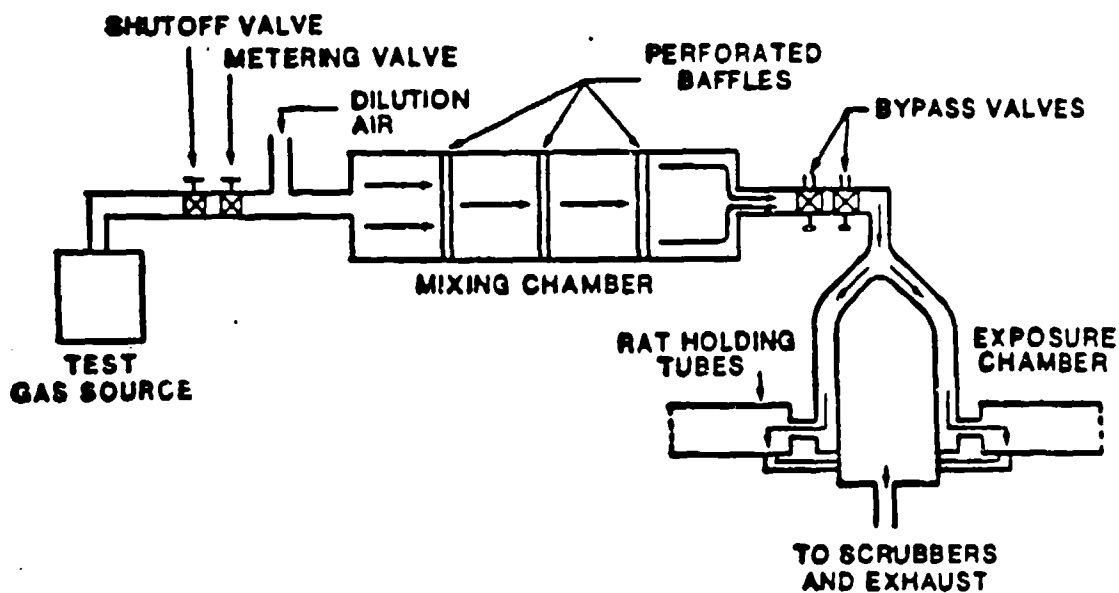 SHUTOFF VALVE
METERING VALVE
DILUTION
AIR
PERFORATED
BAFFLES
BYPASS VALVES
MIXING CHAMBER
TEST
GAS SOURCE
RAT HOLDING
TUBES
EXPOSURE
CHAMBER
TO SCRUBBERS
AND EXHAUST